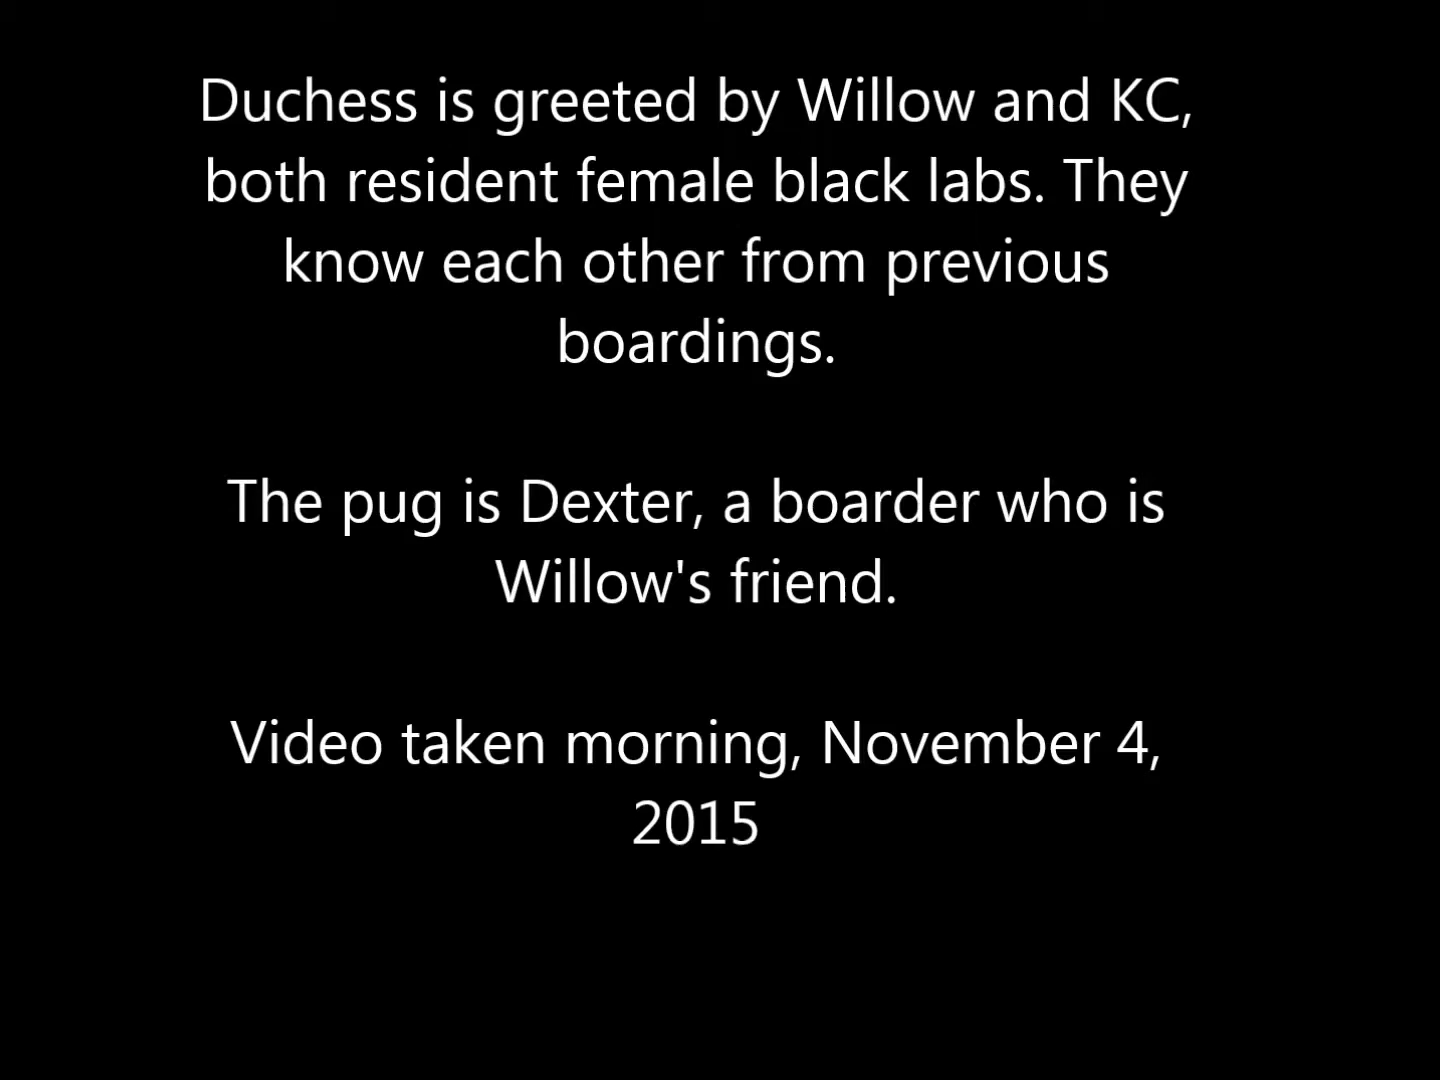 Duchess is greeted by Willow and KC,
both resident female black labs. They
know each other from previous
boardings.
The pug is Dexter, a boarder who is
Willow's friend.
Video taken morning, November 4,
2015